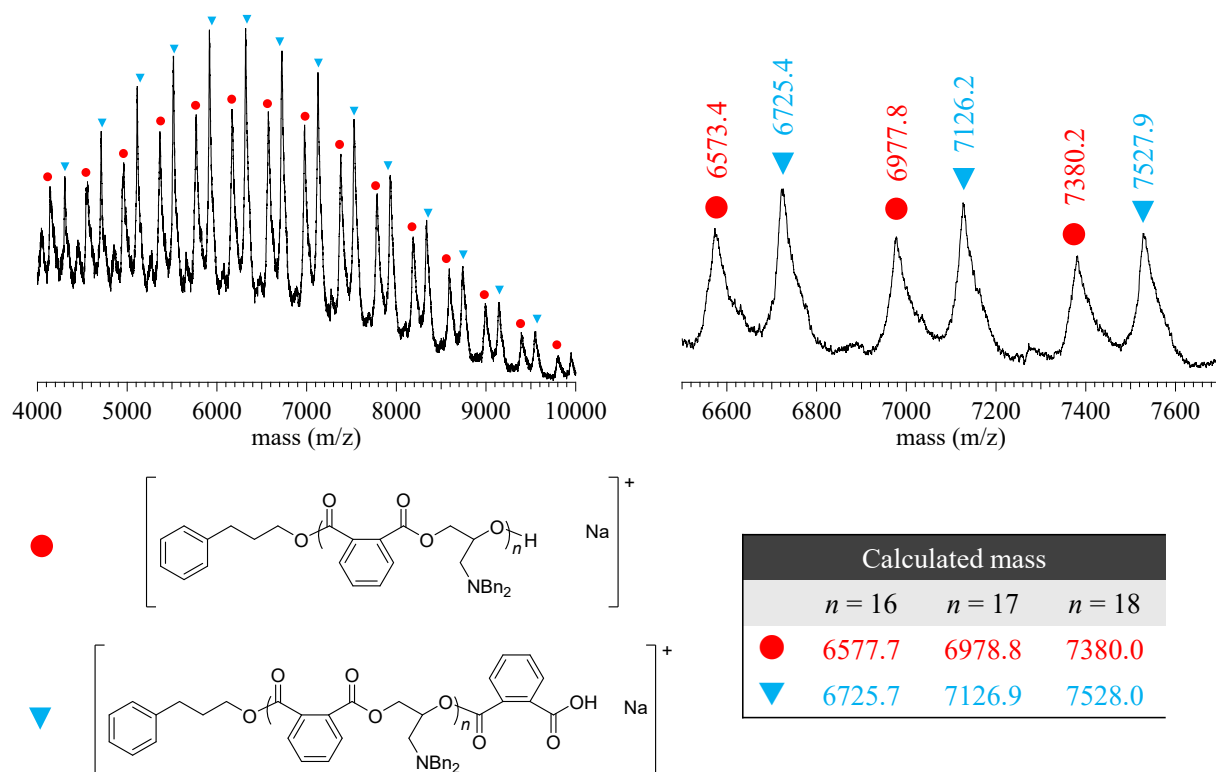 6573.4
6725.4
6977.8
7126.2
7380.2
7527.9
4000 5000 6000 7000 8000 9000 10000
mass (m/z)
6600 6800 7000 7200 7400 7600
mass (m/z)
O
O
O
O
O
n
H
NBn2
Na
+
O
O
O
O
O
n
O
O
OH
NBn2
Na
+
Calculated mass
n = 16 n = 17 n = 18
6577.7 6978.8 7380.0
6725.7 7126.9 7528.0